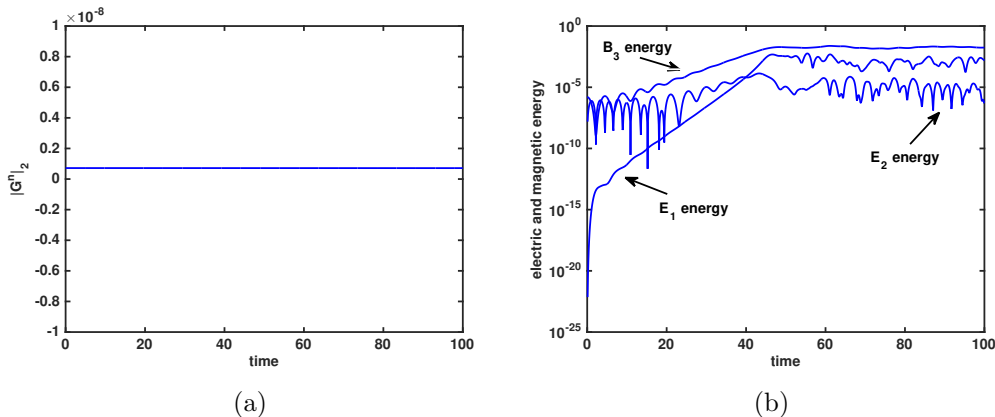 ×10⁻⁸
1
0.8
0.6
0.4
0.2
0
-0.2
-0.4
-0.6
-0.8
-1
|Gⁿ|₂
0 20 40 60 80 100
time
(a)
10⁰
10⁻⁵
10⁻¹⁰
10⁻¹⁵
10⁻²⁰
10⁻²⁵
electric and magnetic energy
B₃ energy
E₂ energy
E₁ energy
0 20 40 60 80 100
time
(b)